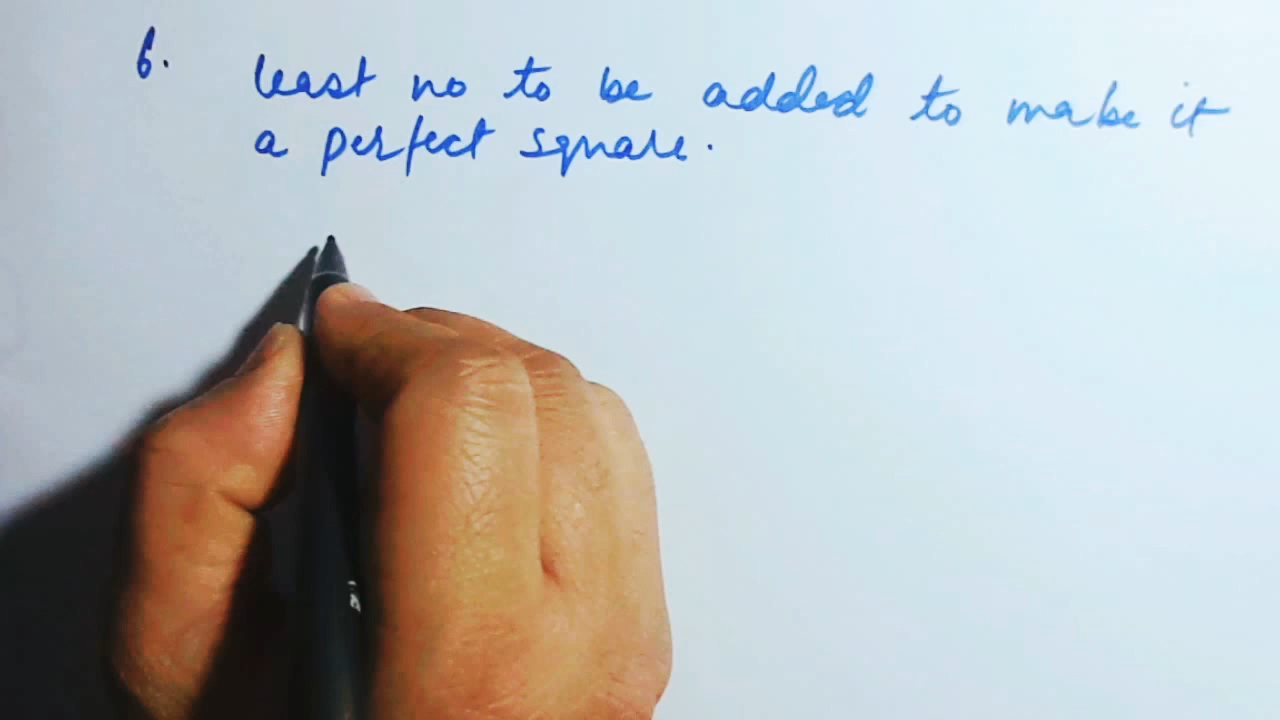 6. least no to be added to make it
a perfect square.